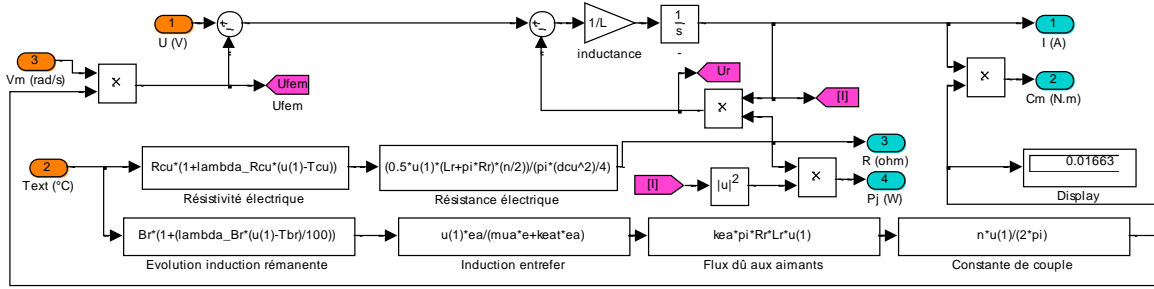 1
U (V)
1/L
inductance
1
s
-
1
I (A)
3
Vm (rad/s)
×
Ufem
Ufem
Ur
[I]
×
×
2
Cm (N.m)
2
Text (°C)
Rcu*(1+lambda_Rcu*(u(1)-Tcu))
Résistivité électrique
(0.5*u(1)*(Lr+pi*Rr)*(n/2))/(pi*(dcu^2)/4)
Résistance électrique
3
R (ohm)
[I]
|u|²
×
4
Pj (W)
0.01663
Display
Br*(1+(lambda_Br*(u(1)-Tbr)/100))
Evolution induction rémanente
u(1)*ea/(mua*e+keat*ea)
Induction entrefer
kea*pi*Rr*Lr*u(1)
Flux dû aux aimants
n*u(1)/(2*pi)
Constante de couple